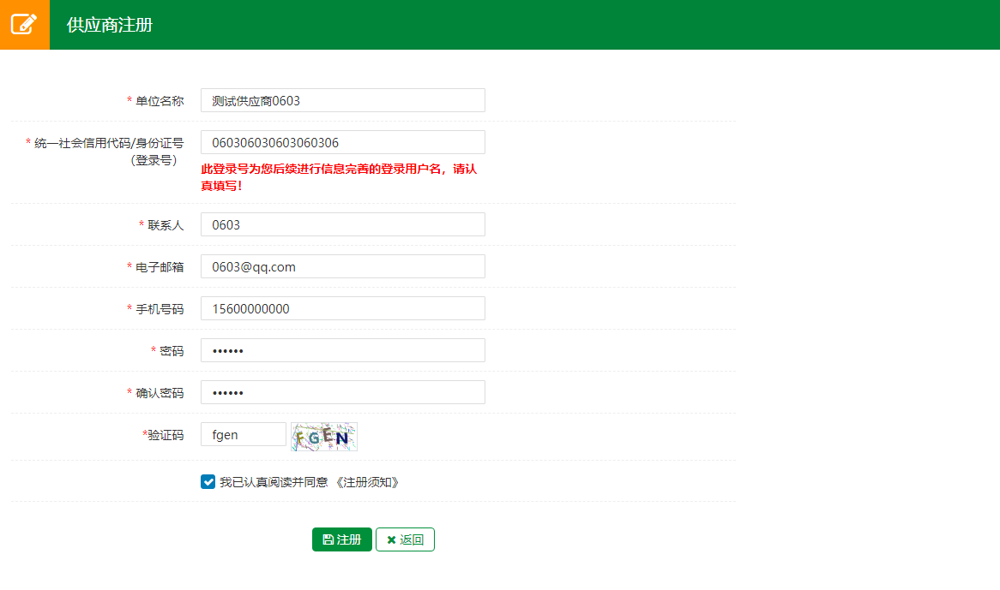 供应商注册
* 单位名称 测试供应商0603
* 统一社会信用代码/身份证号 060306030603060306
（登录号）
此登录号为您后续进行信息完善的登录用户名，请认
真填写！
* 联系人 0603
* 电子邮箱 0603@qq.com
* 手机号码 15600000000
* 密码 ••••••
* 确认密码 ••••••
*验证码 fgen FGEN
我已认真阅读并同意 《注册须知》
注册 返回